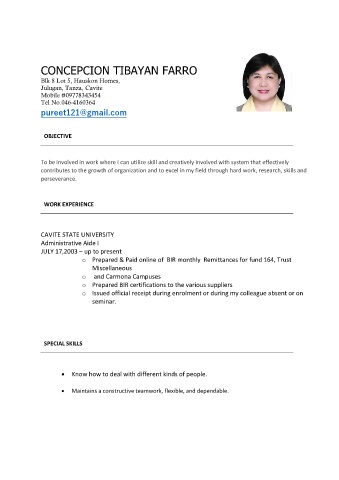 CONCEPCION TIBAYAN FARRO
Blk 8 Lot 5, Hauskon Homes,
Julugan, Tanza, Cavite
Mobile #09778343454
Tel No.046-4160364
pureet121@gmail.com
OBJECTIVE
To be involved in work where I can utilize skill and creatively involved with system that effectively
contributes to the growth of organization and to excel in my field through hard work, research, skills and
perseverance.
WORK EXPERIENCE
CAVITE STATE UNIVERSITY
Administrative Aide I
JULY 17,2003 – up to present
o Prepared & Paid online of BIR monthly Remittances for fund 164, Trust
Miscellaneous
o and Carmona Campuses
o Prepared BIR certifications to the various suppliers
o Issued official receipt during enrolment or during my colleague absent or on
seminar.
SPECIAL SKILLS
• Know how to deal with different kinds of people.
• Maintains a constructive teamwork, flexible, and dependable.